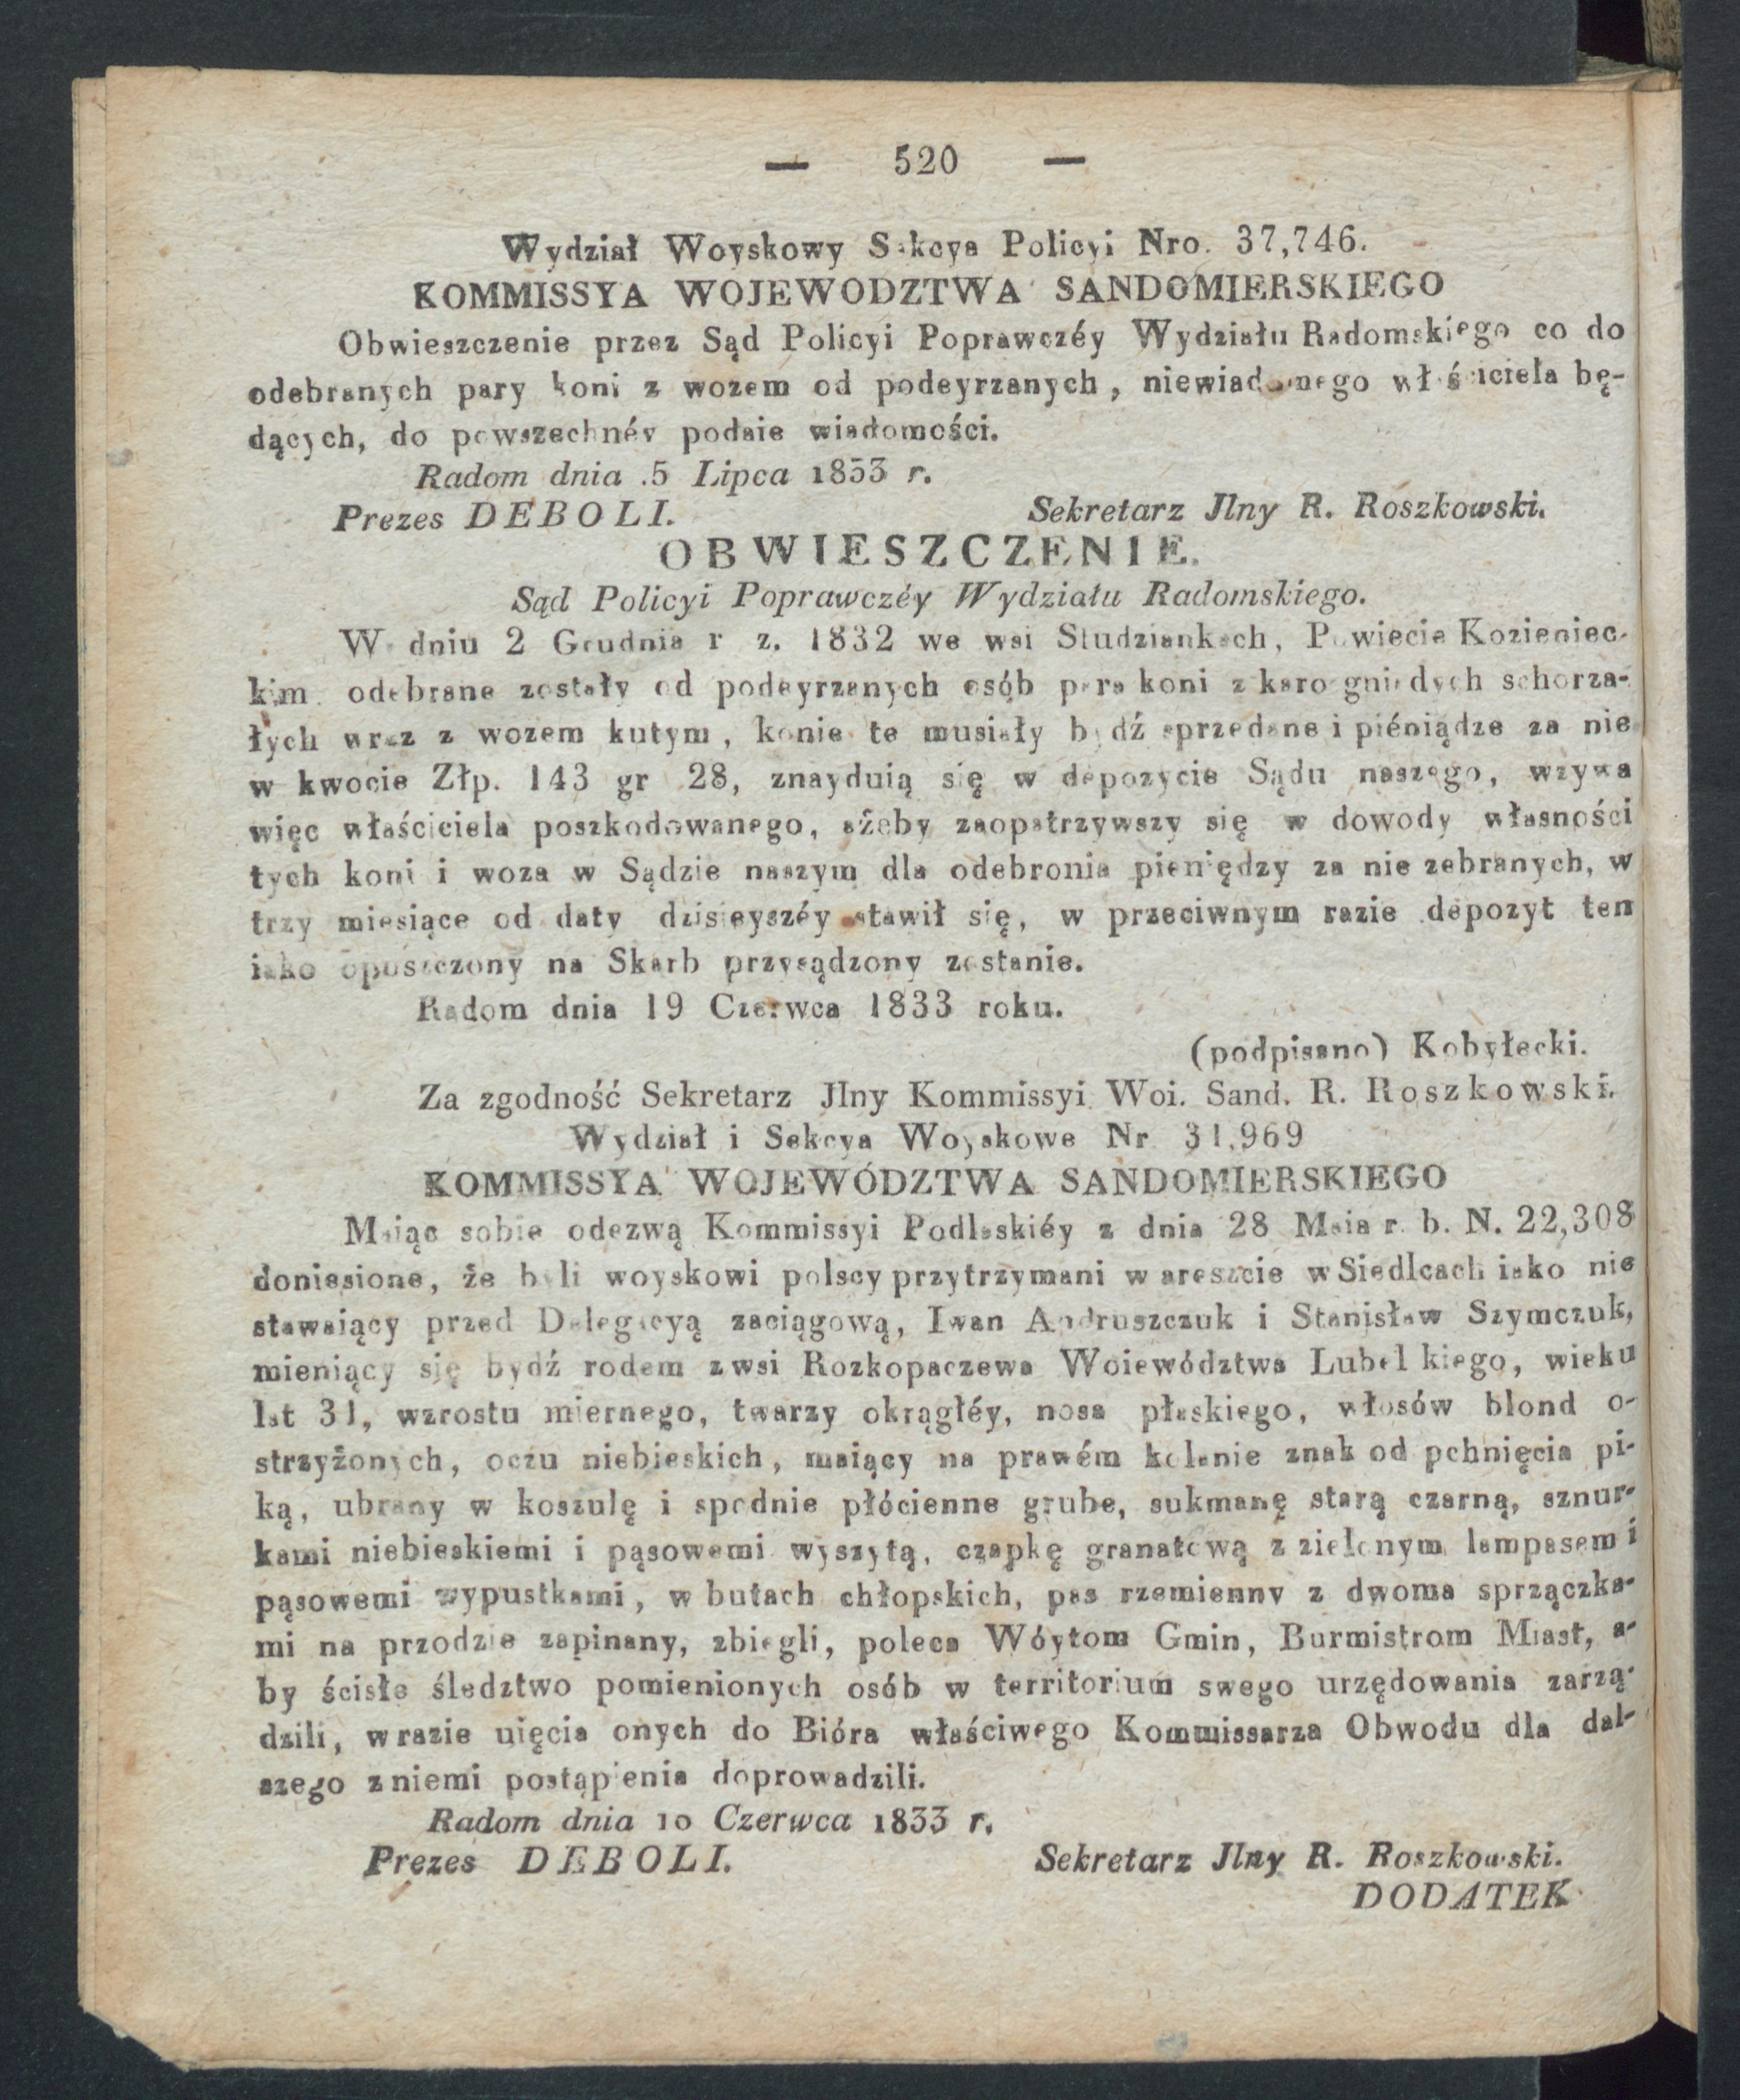 — 520 —
Wydział Woyskowy Sekcya Policyi Nro. 37,746.
KOMMISSYA WOJEWODZTWA SANDOMIERSKIEGO
Obwieszczenie przez Sąd Policyi Poprawczéy Wydziału Radomskiego co do
odebranych pary koni z wozem od podeyrzanych, niewiadomego właściciela bę-
dących, do powszechnéy podaie wiadomości.
Radom dnia .5 Lipca 1833 r.
Prezes DEBOLI. Sekretarz Jlny R. Roszkowski.
OBWIESZCZENIE.
Sąd Policyi Poprawczéy Wydziału Radomskiego.
W dniu 2 Grudnia r z. 1832 we wsi Studziankach, Powiecie Kozieniec-
kim odebrane zostały od podeyrzanych osób para koni z karo gniadych schorza-
łych wraz z wozem kutym, konie te musiały bydź sprzedane i piéniądze za nie
w kwocie Złp. 143 gr 28, znayduią się w depozycie Sądu naszego, wzywa
więc właściciela poszkodowanego, ażeby zaopatrzywszy się w dowody własności
tych koni i woza w Sądzie naszym dla odebronia pieniędzy za nie zebranych, w
trzy miesiące od daty dzisieyszéy stawił się, w przeciwnym razie depozyt ten
iako opuszczony na Skarb przysądzony zostanie.
Radom dnia 19 Czerwca 1833 roku.
(podpisano) Kobyłecki.
Za zgodność Sekretarz Jlny Kommissyi Woi. Sand. R. Roszkowski.
Wydział i Sekcya Woyskowe Nr 31,969
KOMMISSYA WOJEWÓDZTWA SANDOMIERSKIEGO
Maiąc sobie odezwą Kommissyi Podlaskiéy z dnia 28 Maia r. b. N. 22,308
doniesione, że byli woyskowi polscy przytrzymani w areszcie w Siedlcach iako nie
stawaiący przed Delegacyą zaciągową, Iwan Andruszczuk i Stanisław Szymczuk,
mieniący się bydź rodem z wsi Rozkopaczewa Woiewództwa Lubel kiego, wieku
lat 31, wzrostu miernego, twarzy okrągłéy, nosa płaskiego, włosów blond o-
strzyżonych, oczu niebieskich, maiący na prawém kolanie znak od pchnięcia pi-
ką, ubrany w koszulę i spodnie płócienne grube, sukmanę starą czarną, sznur-
kami niebieskiemi i pąsowemi wyszytą, czapkę granatową z zielonym lampasem i
pąsowemi wypustkami, w butach chłopskich, pas rzemienny z dwoma sprzączka-
mi na przodzie zapinany, zbiegli, poleca Wóytom Gmin, Burmistrom Miast, a-
by ścisłe śledztwo pomienionych osób w territorium swego urzędowania zarzą-
dzili, w razie uięcia onych do Bióra właściwego Kommissarza Obwodu dla dal-
szego z niemi postąpienia doprowadzili.
Radom dnia 10 Czerwca 1833 r.
Prezes DEBOLI. Sekretarz Jlny R. Roszkowski.
DODATEK